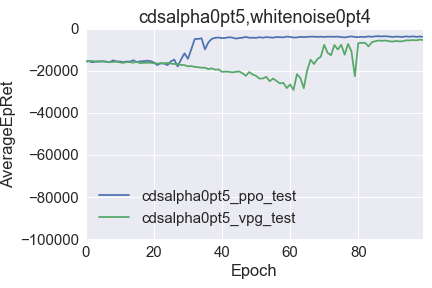 cdsalpha0pt5,whitenoise0pt4
AverageEpRet
0
−20000
−40000
−60000
−80000
−100000
cdsalpha0pt5_ppo_test
cdsalpha0pt5_vpg_test
0 20 40 60 80
Epoch